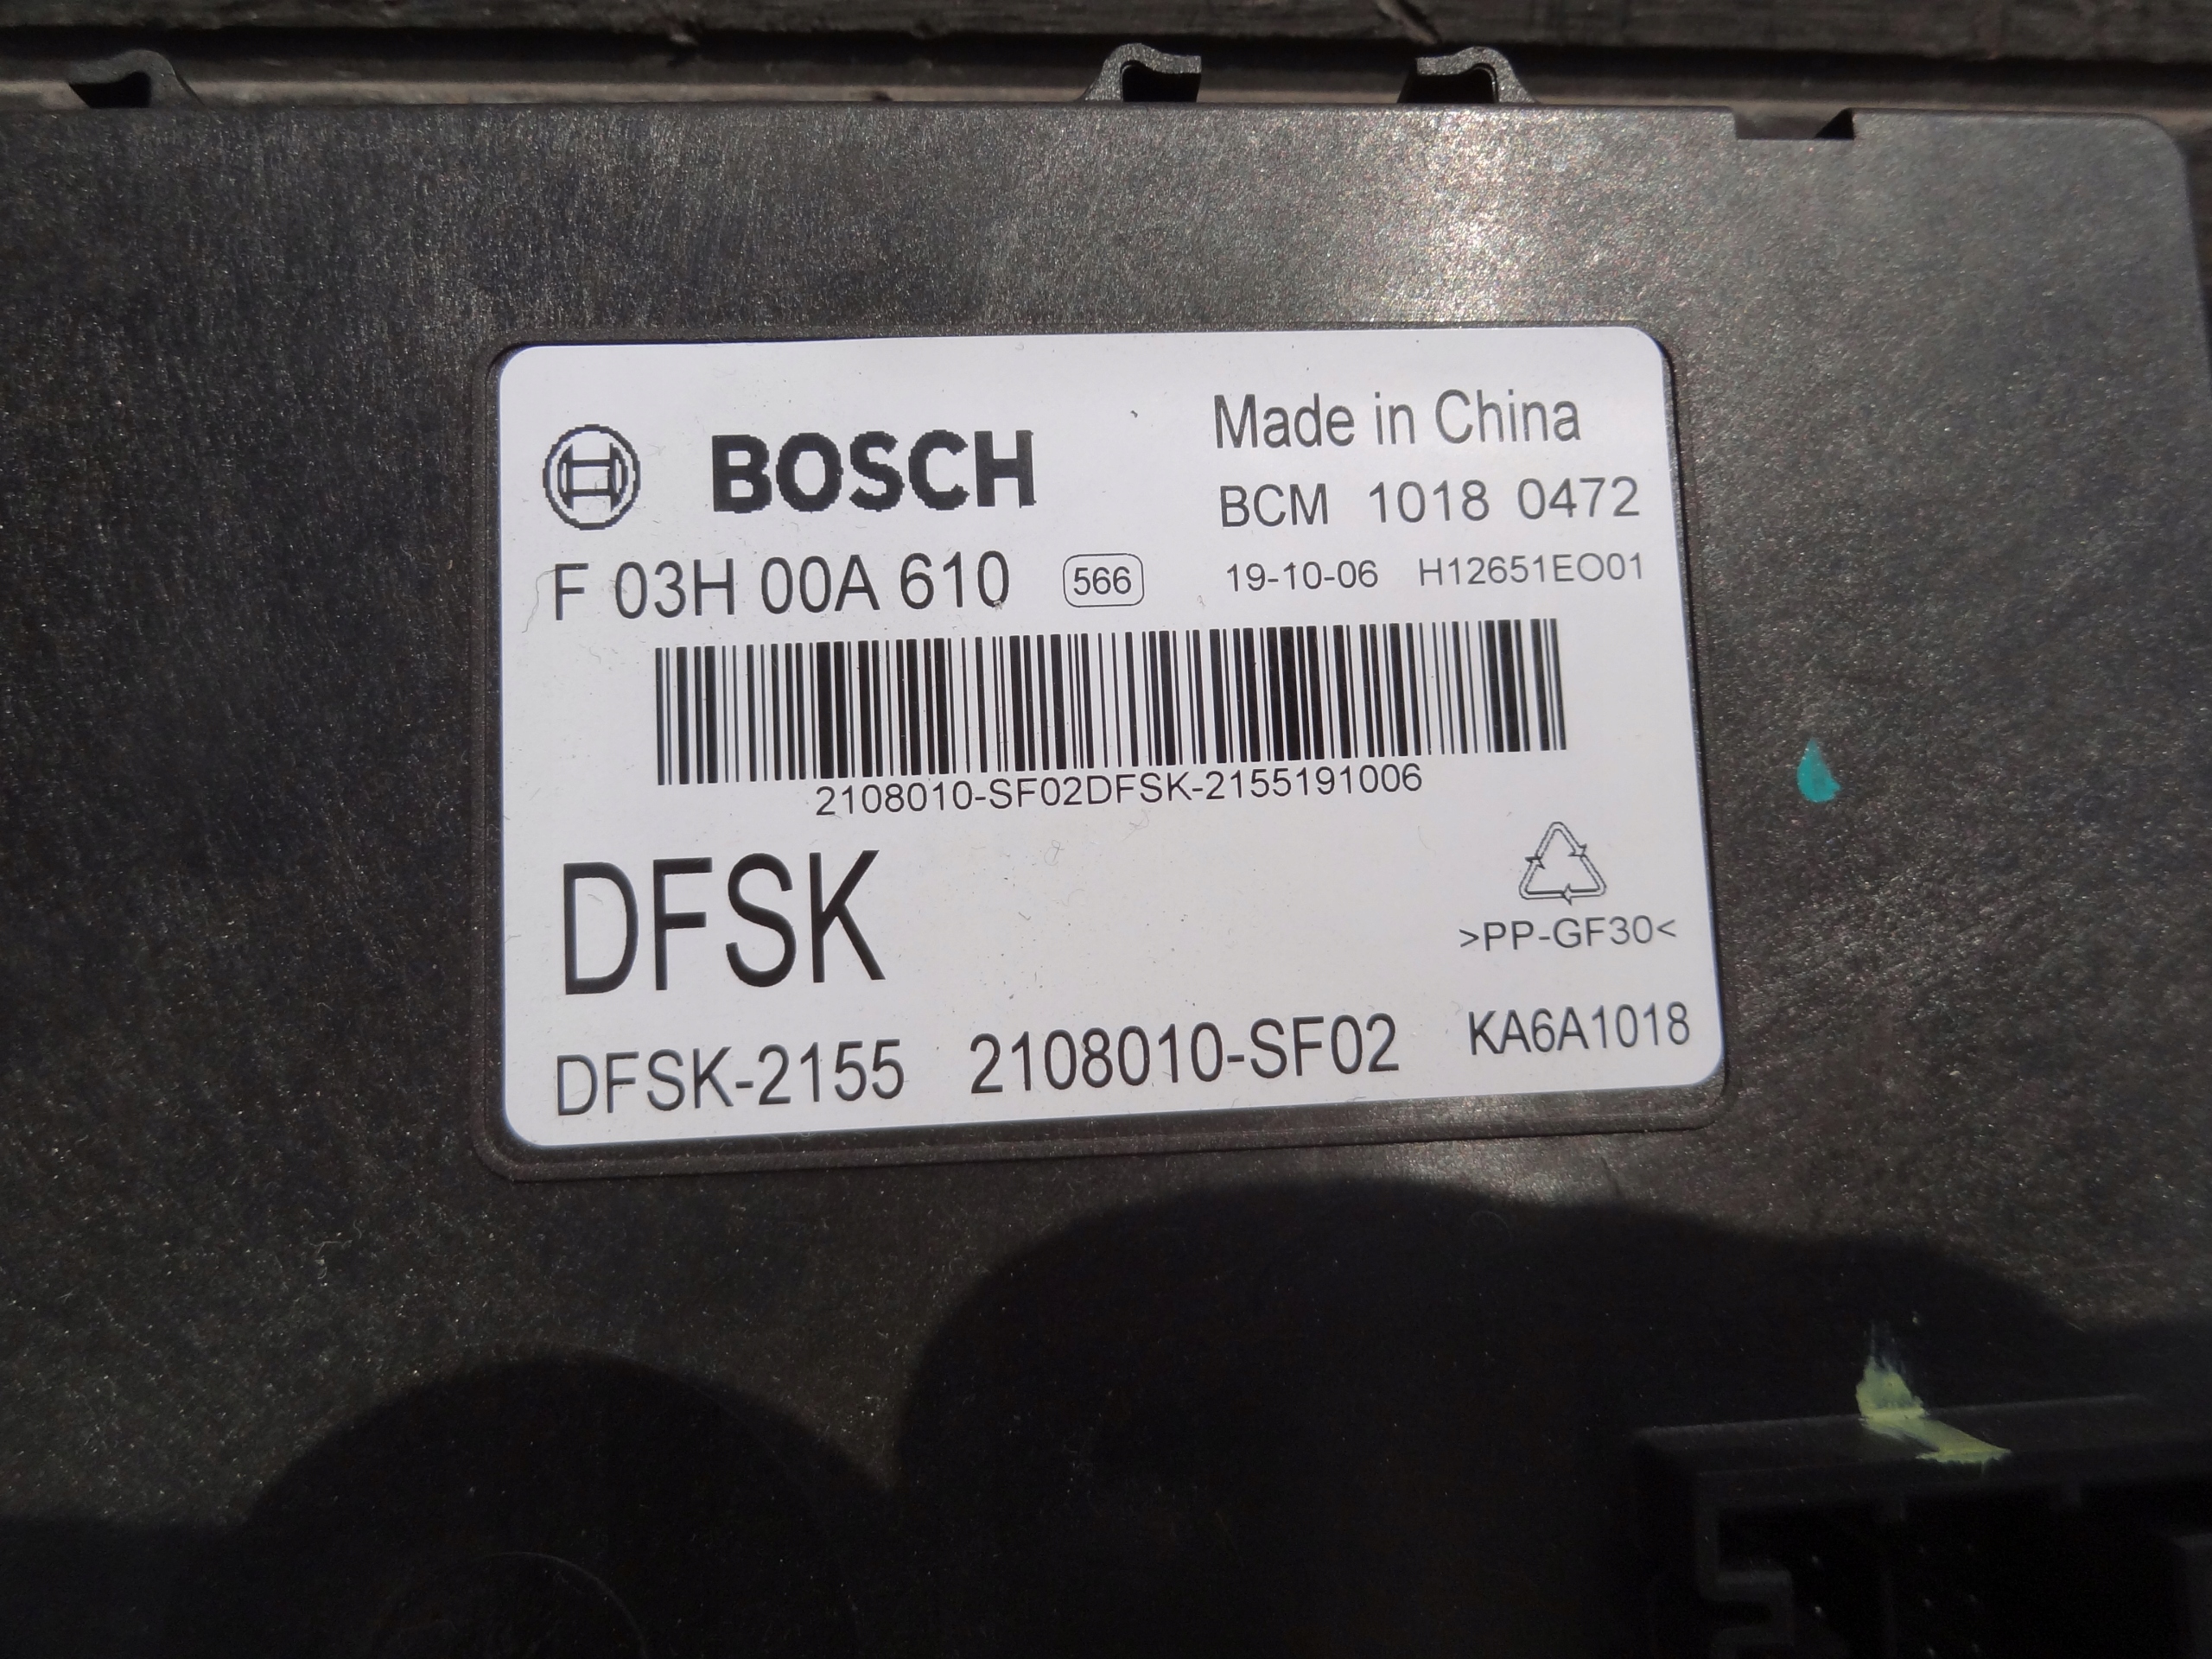 BOSCH
Made in China
BCM 1018 0472
F 03H 00A 610 566 19-10-06 H12651EO01
2108010-SF02DFSK-2155191006
DFSK
>PP-GF30<
DFSK-2155 2108010-SF02 KA6A1018